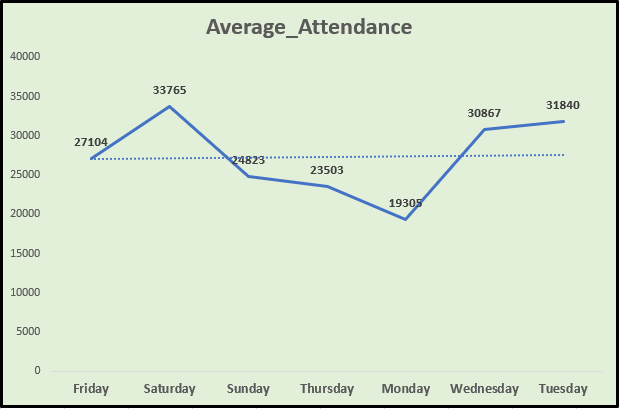 Average_Attendance
40000
35000
30000
25000
20000
15000
10000
5000
0
27104
33765
24823
23503
19305
30867
31840
Friday
Saturday
Sunday
Thursday
Monday
Wednesday
Tuesday